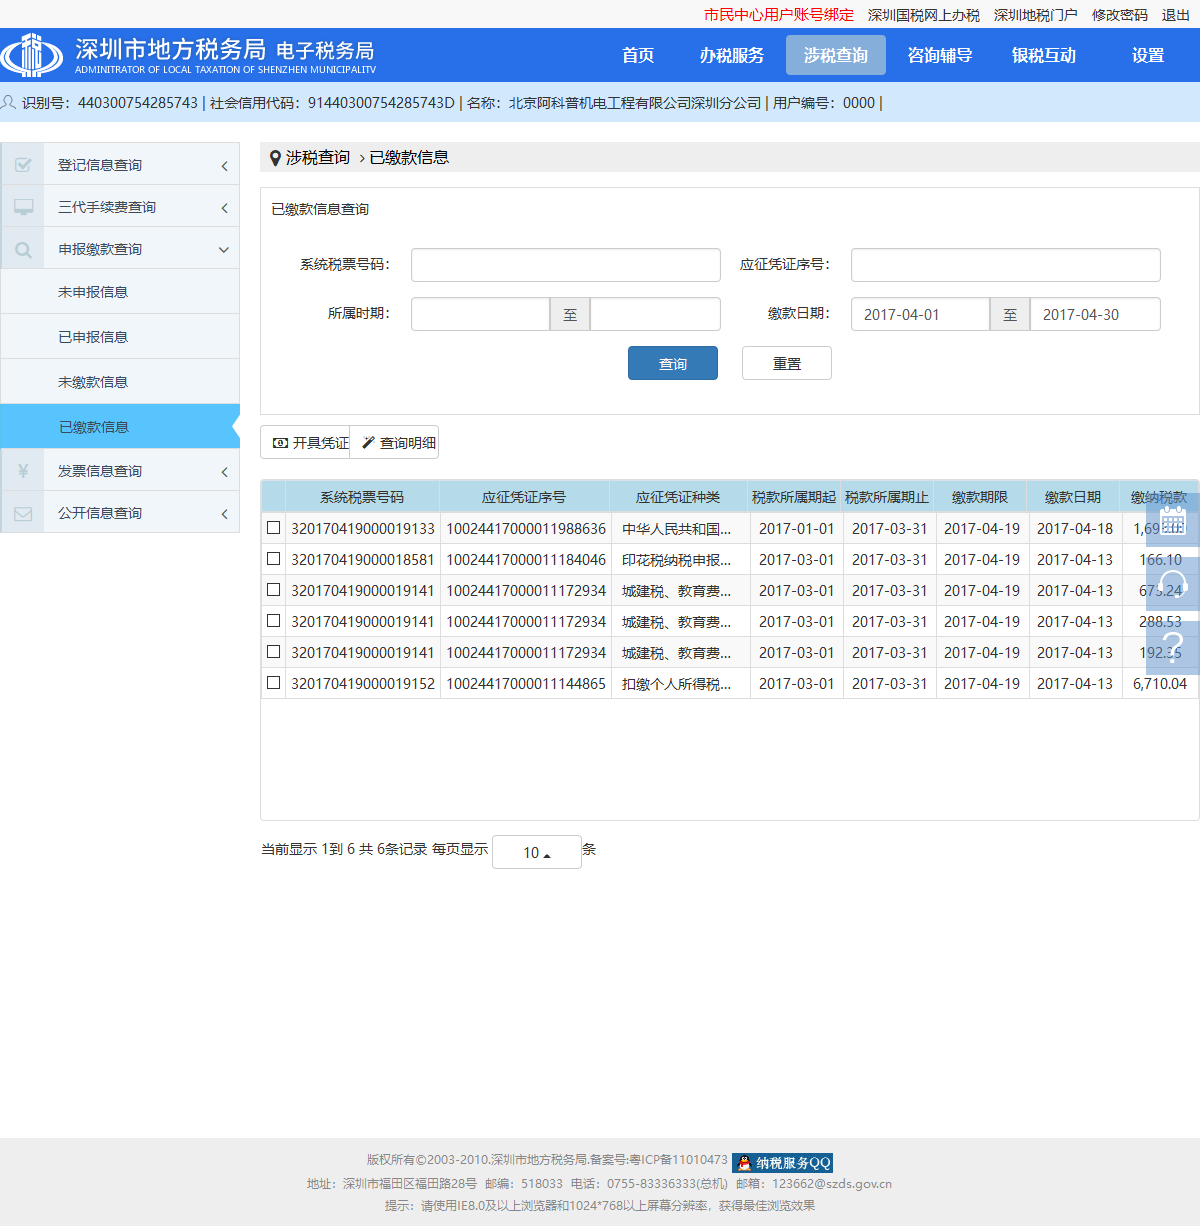 市民中心用户账号绑定 深圳国税网上办税 深圳地税门户 修改密码 退出
深圳市地方税务局 电子税务局
ADMINITRATOR OF LOCAL TAXATION OF SHENZHEN MUNICIPALITV
首页 办税服务 涉税查询 咨询辅导 银税互动 设置
识别号：440300754285743 | 社会信用代码：91440300754285743D | 名称：北京阿科普机电工程有限公司深圳分公司 | 用户编号：0000 |
登记信息查询
三代手续费查询
申报缴款查询
未申报信息
已申报信息
未缴款信息
已缴款信息
发票信息查询
公开信息查询
涉税查询 › 已缴款信息
已缴款信息查询
系统税票号码： 应征凭证序号：
所属时期： 至 缴款日期： 2017-04-01 至 2017-04-30
查询 重置
开具凭证 查询明细
系统税票号码 应征凭证序号 应征凭证种类 税款所属期起 税款所属期止 缴款期限 缴款日期 缴纳税款
320170419000019133 10024417000011988636 中华人民共和国... 2017-01-01 2017-03-31 2017-04-19 2017-04-18
320170419000018581 10024417000011184046 印花税纳税申报... 2017-03-01 2017-03-31 2017-04-19 2017-04-13 166.10
320170419000019141 10024417000011172934 城建税、教育费... 2017-03-01 2017-03-31 2017-04-19 2017-04-13 673.24
320170419000019141 10024417000011172934 城建税、教育费... 2017-03-01 2017-03-31 2017-04-19 2017-04-13 288.53
320170419000019141 10024417000011172934 城建税、教育费... 2017-03-01 2017-03-31 2017-04-19 2017-04-13 192.35
320170419000019152 10024417000011144865 扣缴个人所得税... 2017-03-01 2017-03-31 2017-04-19 2017-04-13 6,710.04
当前显示 1到 6 共 6条记录 每页显示 10 条
版权所有©2003-2010.深圳市地方税务局.备案号:粤ICP备11010473 纳税服务QQ
地址：深圳市福田区福田路28号 邮编：518033 电话：0755-83336333(总机) 邮箱：123662@szds.gov.cn
提示：请使用IE8.0及以上浏览器和1024*768以上屏幕分辨率，获得最佳浏览效果